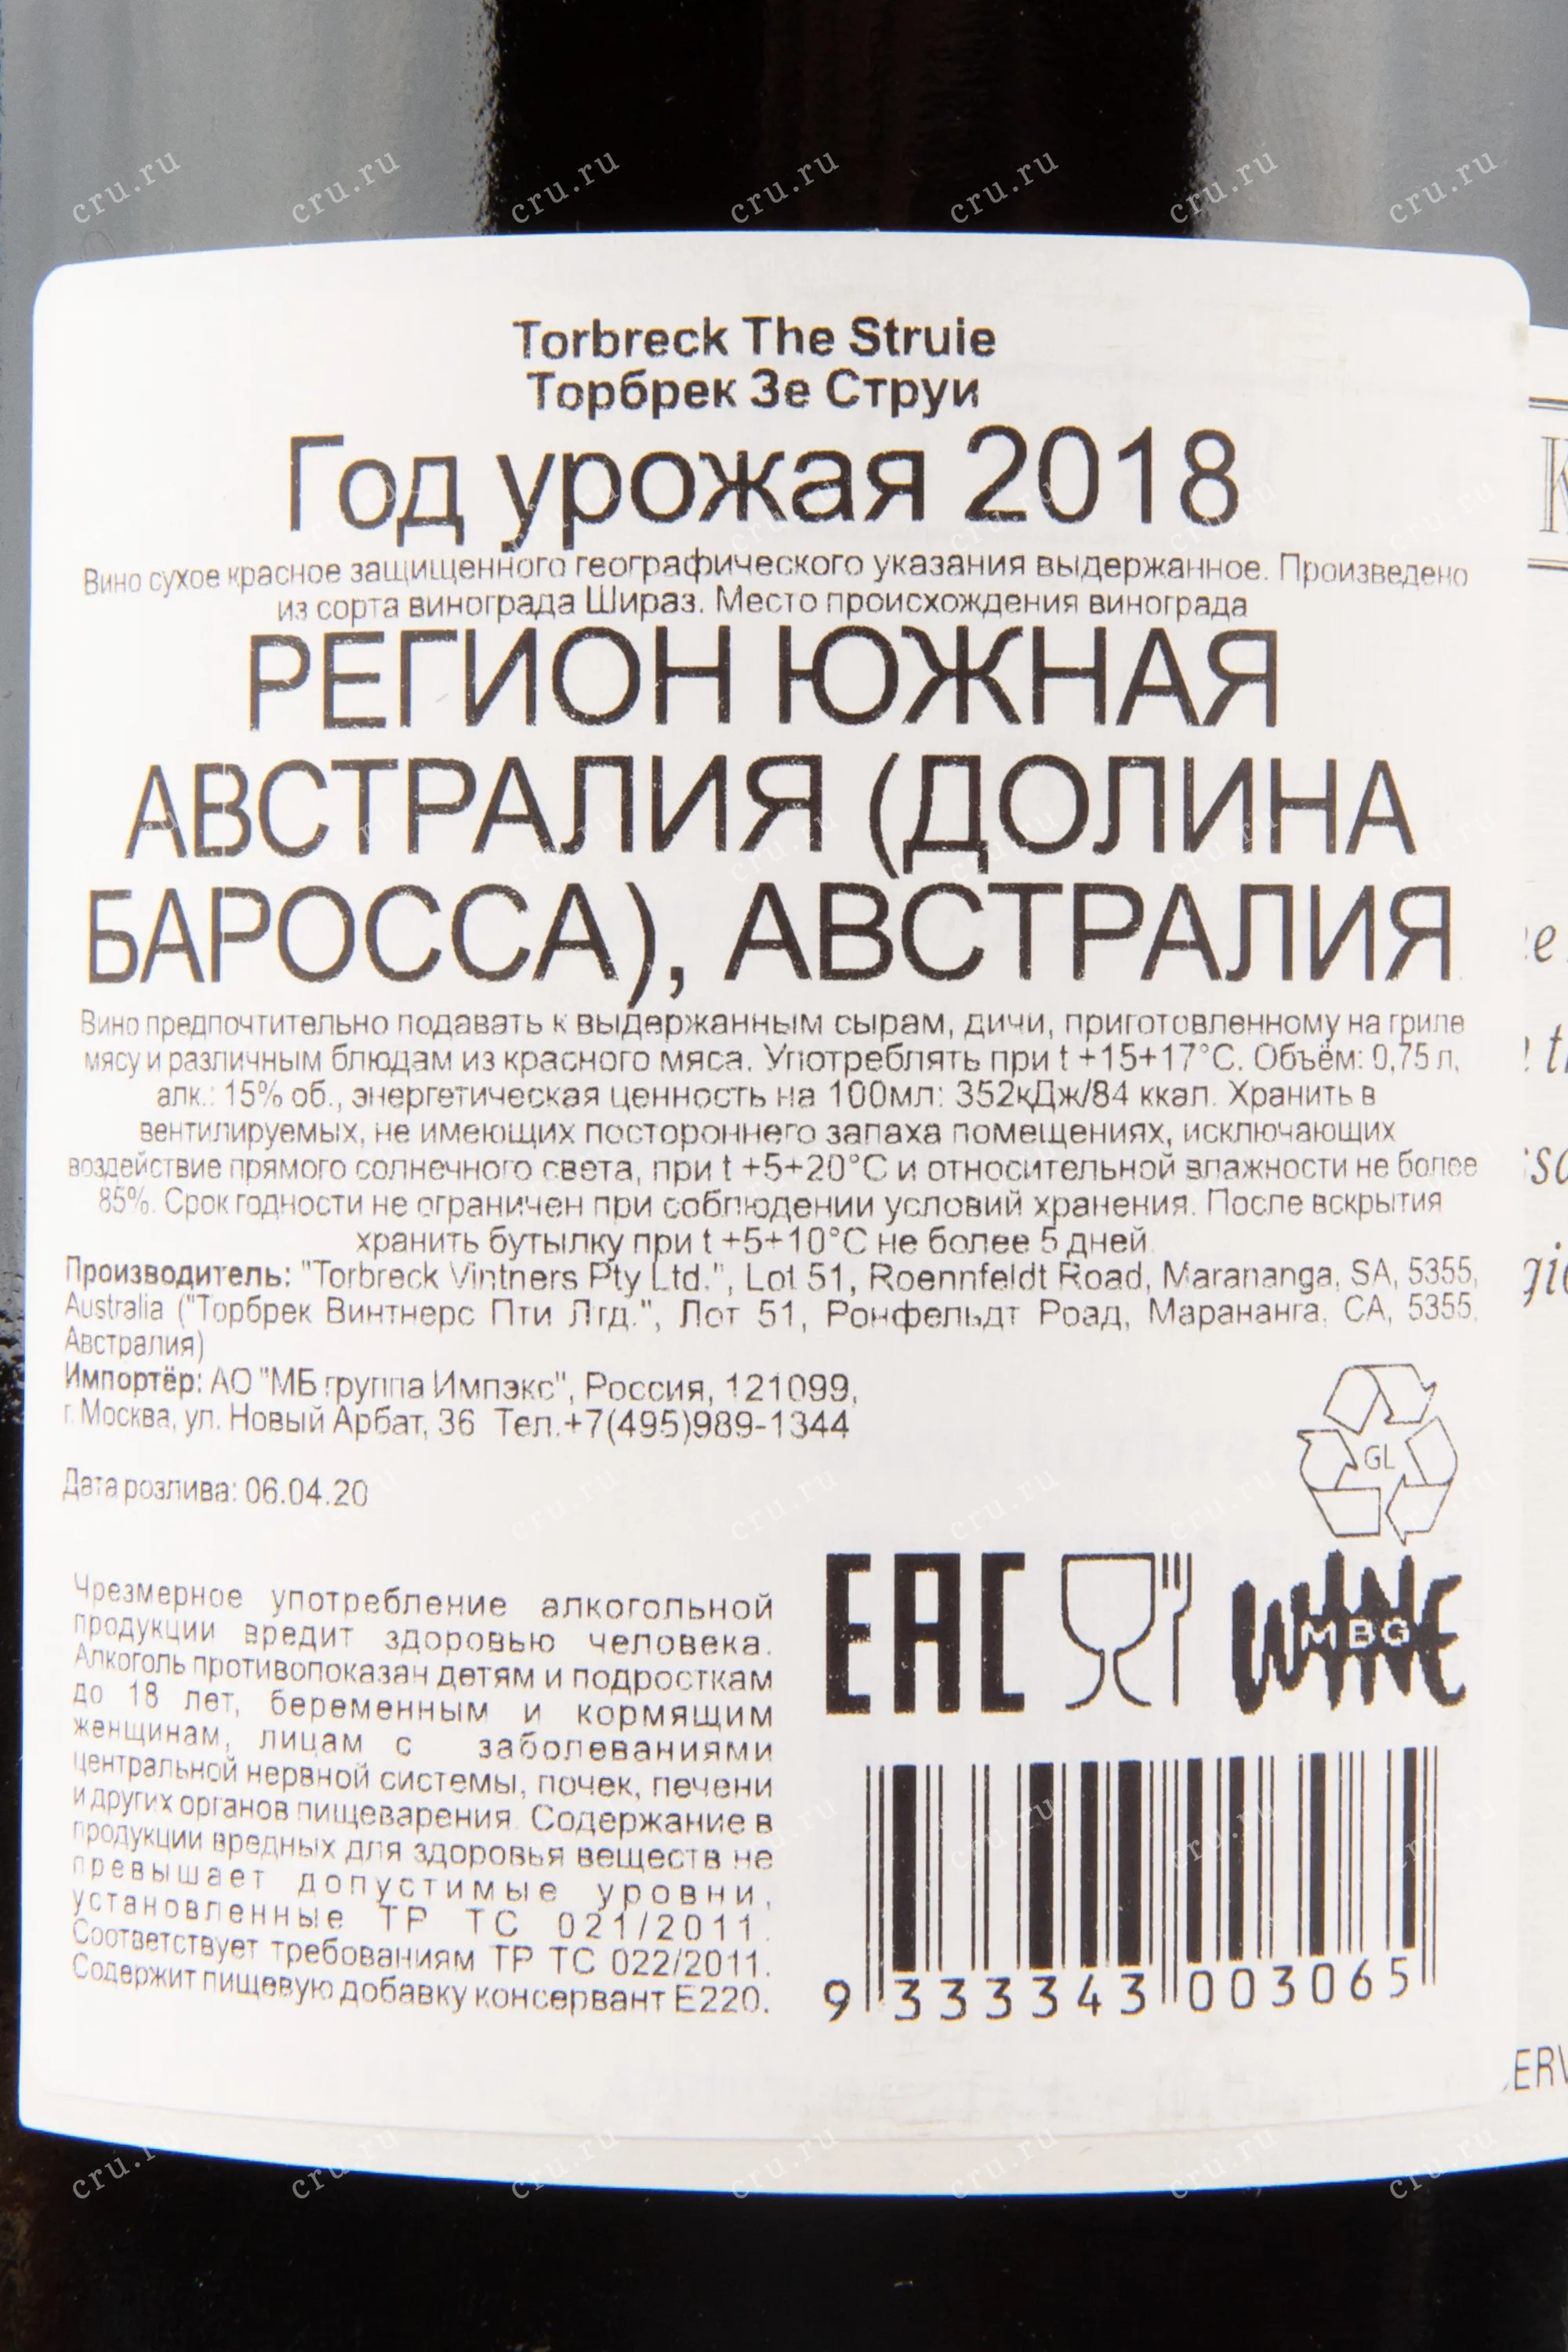 Torbreck The Struie
Торбрек Зе Струи
Год урожая 2018
Вино сухое красное защищенного географического указания выдержанное. Произведено
из сорта винограда Шираз. Место происхождения винограда
РЕГИОН ЮЖНАЯ
АВСТРАЛИЯ (ДОЛИНА
БАРОССА), АВСТРАЛИЯ
Вино предпочтительно подавать к выдержанным сырам, дичи, приготовленному на гриле
мясу и различным блюдам из красного мяса. Употреблять при t +15+17°C. Объём: 0,75 л,
алк.: 15% об., энергетическая ценность на 100мл: 352кДж/84 ккал. Хранить в
вентилируемых, не имеющих постороннего запаха помещениях, исключающих
воздействие прямого солнечного света, при t +5+20°C и относительной влажности не более
85%. Срок годности не ограничен при соблюдении условий хранения. После вскрытия
хранить бутылку при t +5+10°C не более 5 дней.
Производитель: "Torbreck Vintners Pty Ltd.", Lot 51, Roennfeldt Road, Marananga, SA, 5355,
Australia ("Торбрек Винтнерс Пти Лтд.", Лот 51, Ронфельдт Роад, Марананга, СА, 5355,
Австралия)
Импортёр: АО "МБ группа Импэкс", Россия, 121099,
г. Москва, ул. Новый Арбат, 36 Тел.+7(495)989-1344
Дата розлива: 06.04.20
GL
Чрезмерное употребление алкогольной
продукции вредит здоровью человека.
Алкоголь противопоказан детям и подросткам
до 18 лет, беременным и кормящим
женщинам, лицам с заболеваниями
центральной нервной системы, почек, печени
и других органов пищеварения. Содержание в
продукции вредных для здоровья веществ не
превышает допустимые уровни,
установленные ТР ТС 021/2011.
Соответствует требованиям ТР ТС 022/2011.
Содержит пищевую добавку консервант Е220.
EAC
WINE
MBG
9 333343 003065
cru.ru